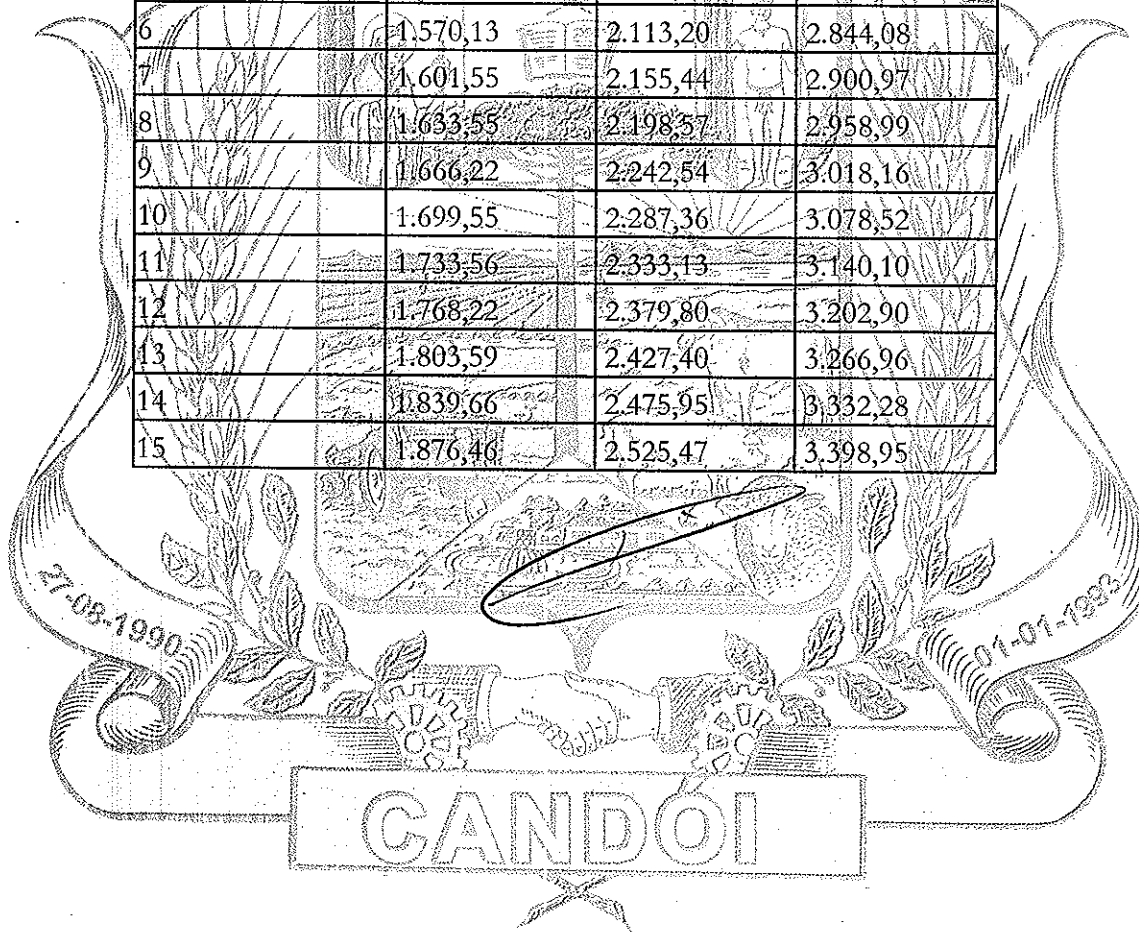 6 1.570,13 2.113,20 2.844,08
7 1.601,55 2.155,44 2.900,97
8 1.633,55 2.198,57 2.958,99
9 1.666,22 2.242,54 3.018,16
10 1.699,55 2.287,36 3.078,52
11 1.733,56 2.333,13 3.140,10
12 1.768,22 2.379,80 3.202,90
13 1.803,59 2.427,40 3.266,96
14 1.839,66 2.475,95 3.332,28
15 1.876,46 2.525,47 3.398,95
27-08-1990 01-01-1993
CANDÓI